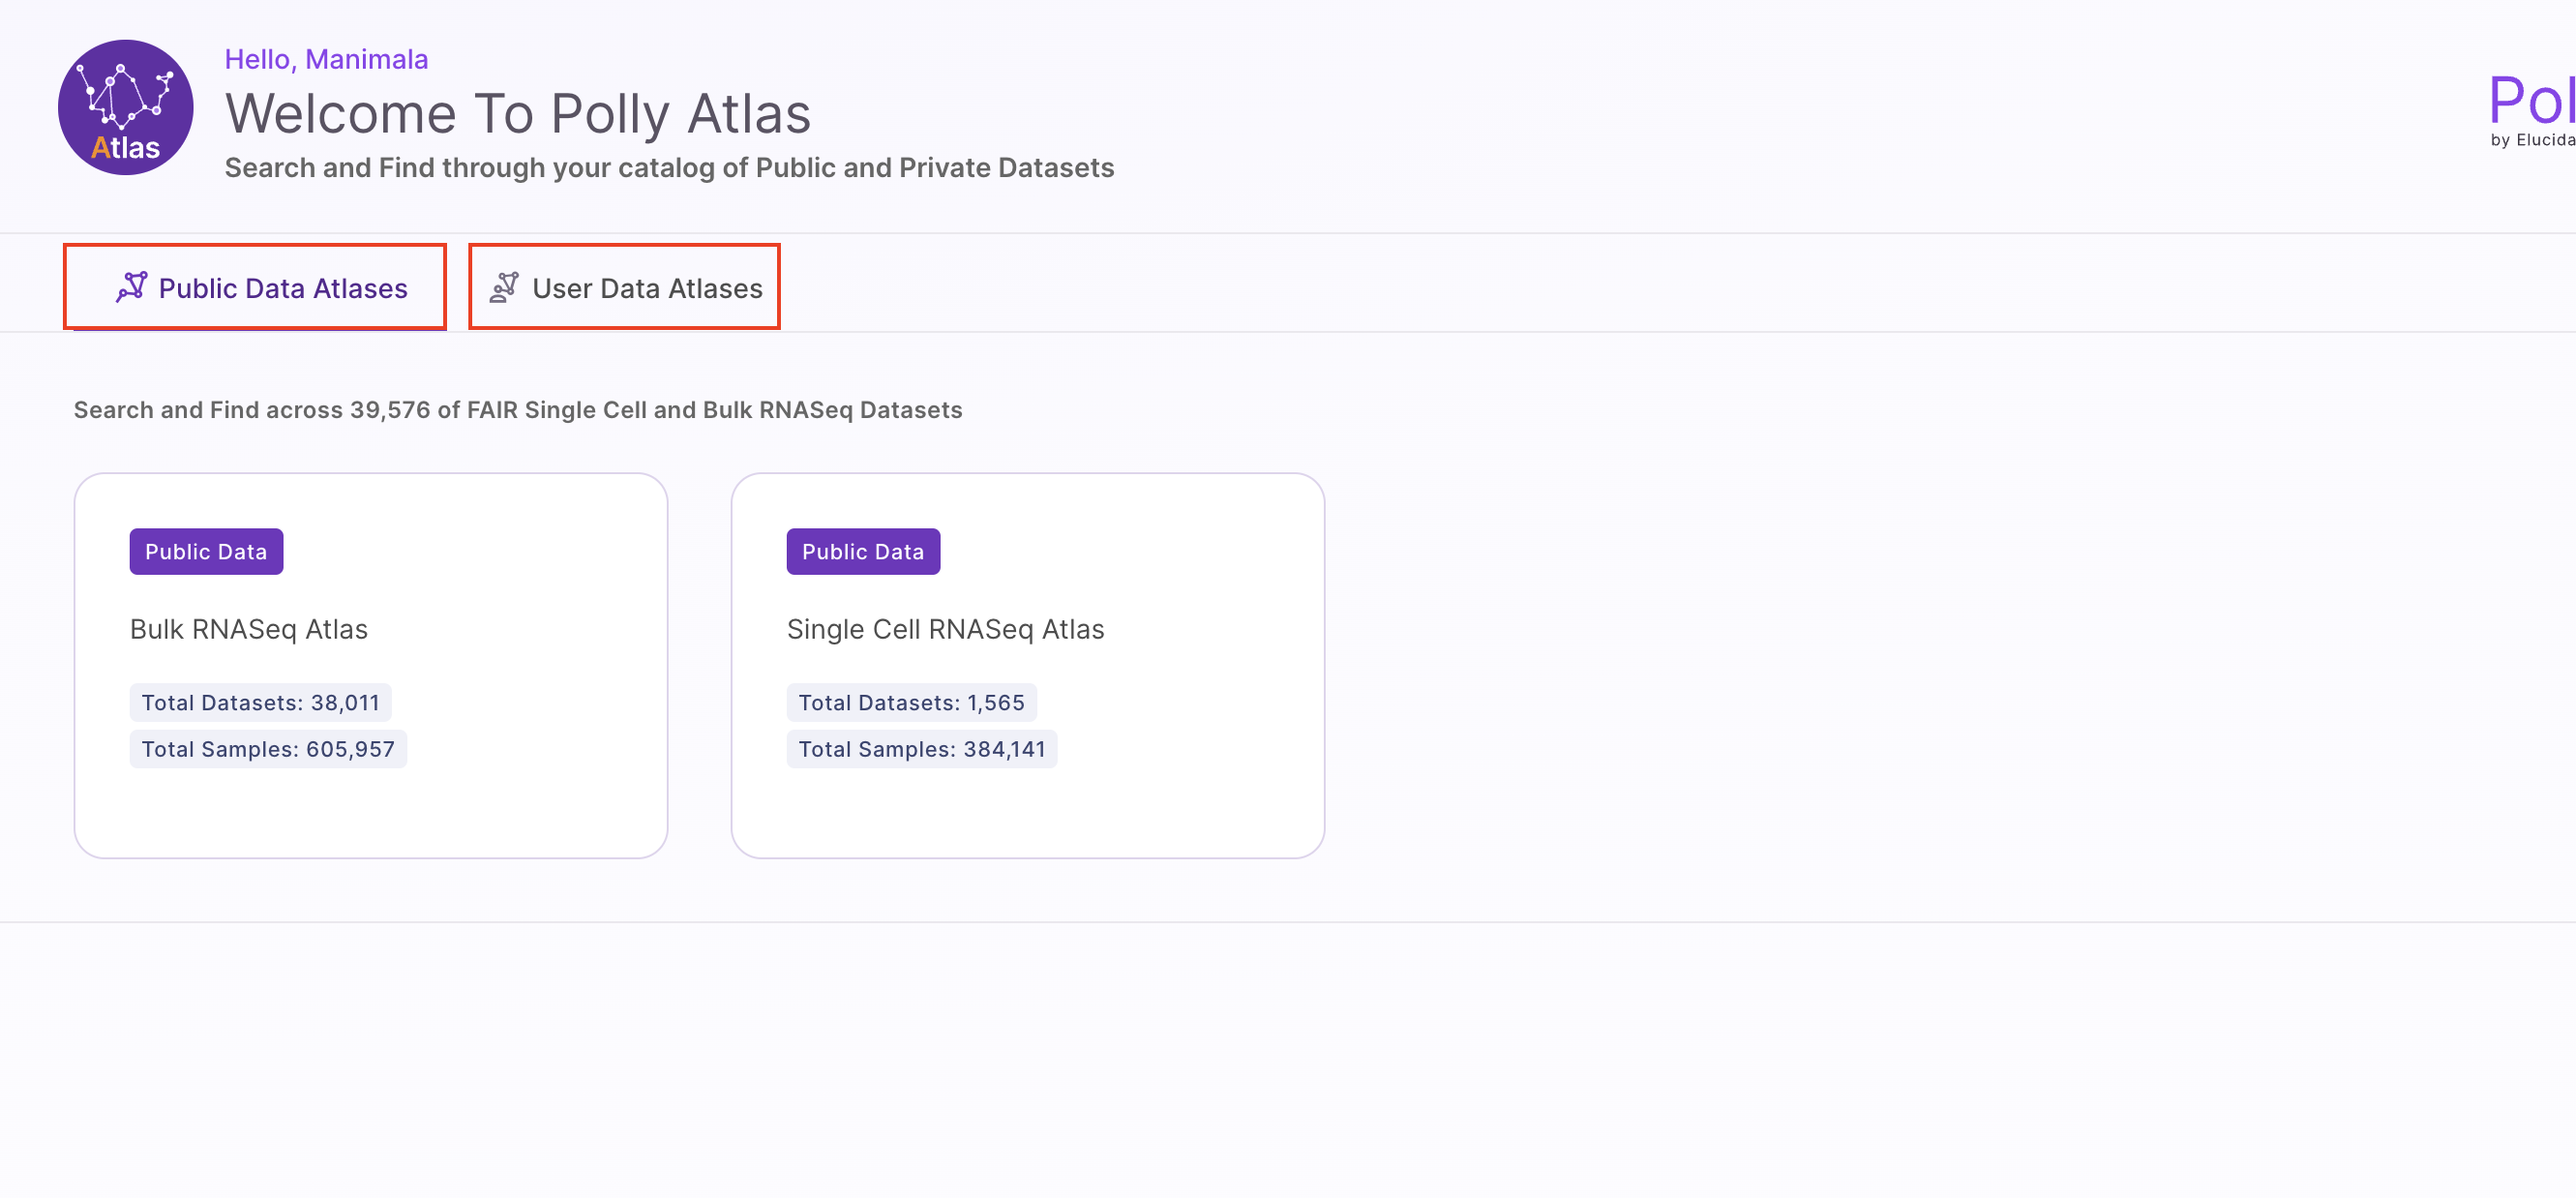 Hello, Manimala
Welcome To Polly Atlas
Search and Find through your catalog of Public and Private Datasets
Atlas
Pol
by Elucida
Public Data Atlases
User Data Atlases
Search and Find across 39,576 of FAIR Single Cell and Bulk RNASeq Datasets
Public Data
Bulk RNASeq Atlas
Total Datasets: 38,011
Total Samples: 605,957
Public Data
Single Cell RNASeq Atlas
Total Datasets: 1,565
Total Samples: 384,141